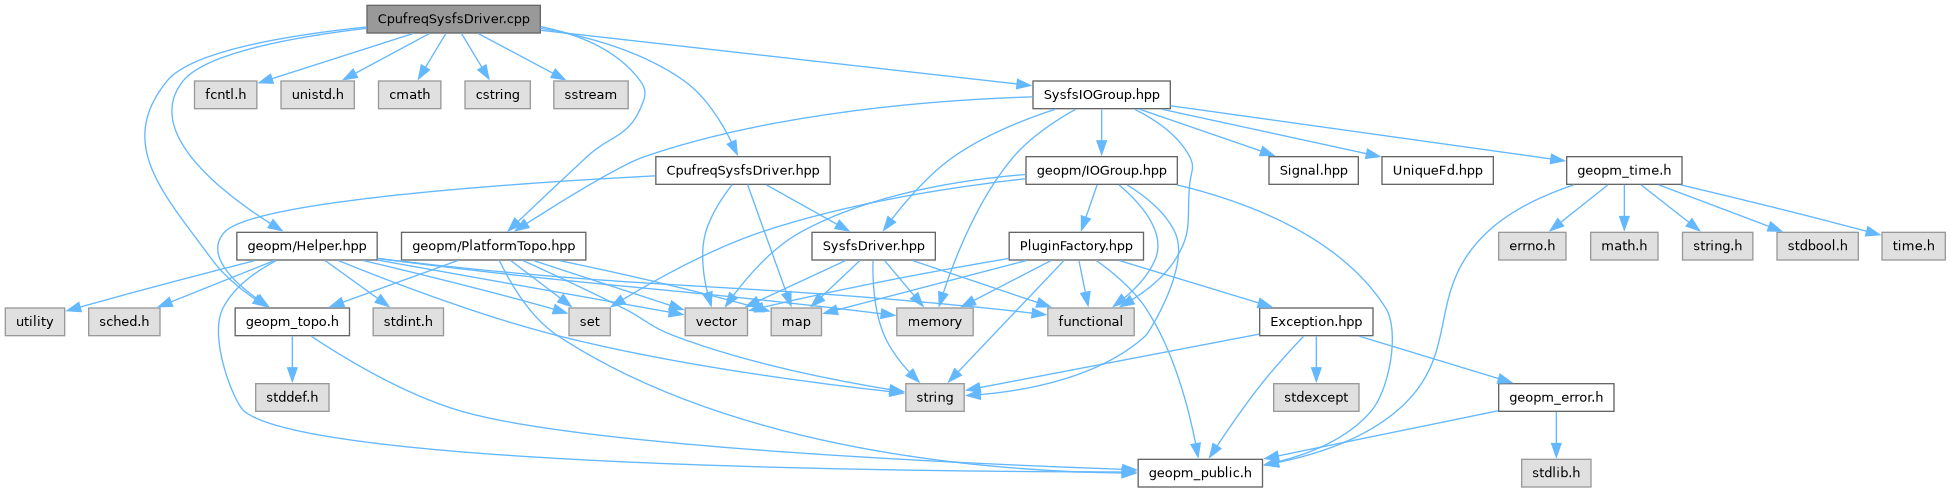 CpufreqSysfsDriver.cpp
fcntl.h
unistd.h
cmath
cstring
sstream
SysfsIOGroup.hpp
CpufreqSysfsDriver.hpp
geopm/IOGroup.hpp
Signal.hpp
UniqueFd.hpp
geopm_time.h
geopm/Helper.hpp
geopm/PlatformTopo.hpp
SysfsDriver.hpp
PluginFactory.hpp
errno.h
math.h
string.h
stdbool.h
time.h
utility
sched.h
geopm_topo.h
stdint.h
set
vector
map
memory
functional
Exception.hpp
stddef.h
string
stdexcept
geopm_error.h
geopm_public.h
stdlib.h